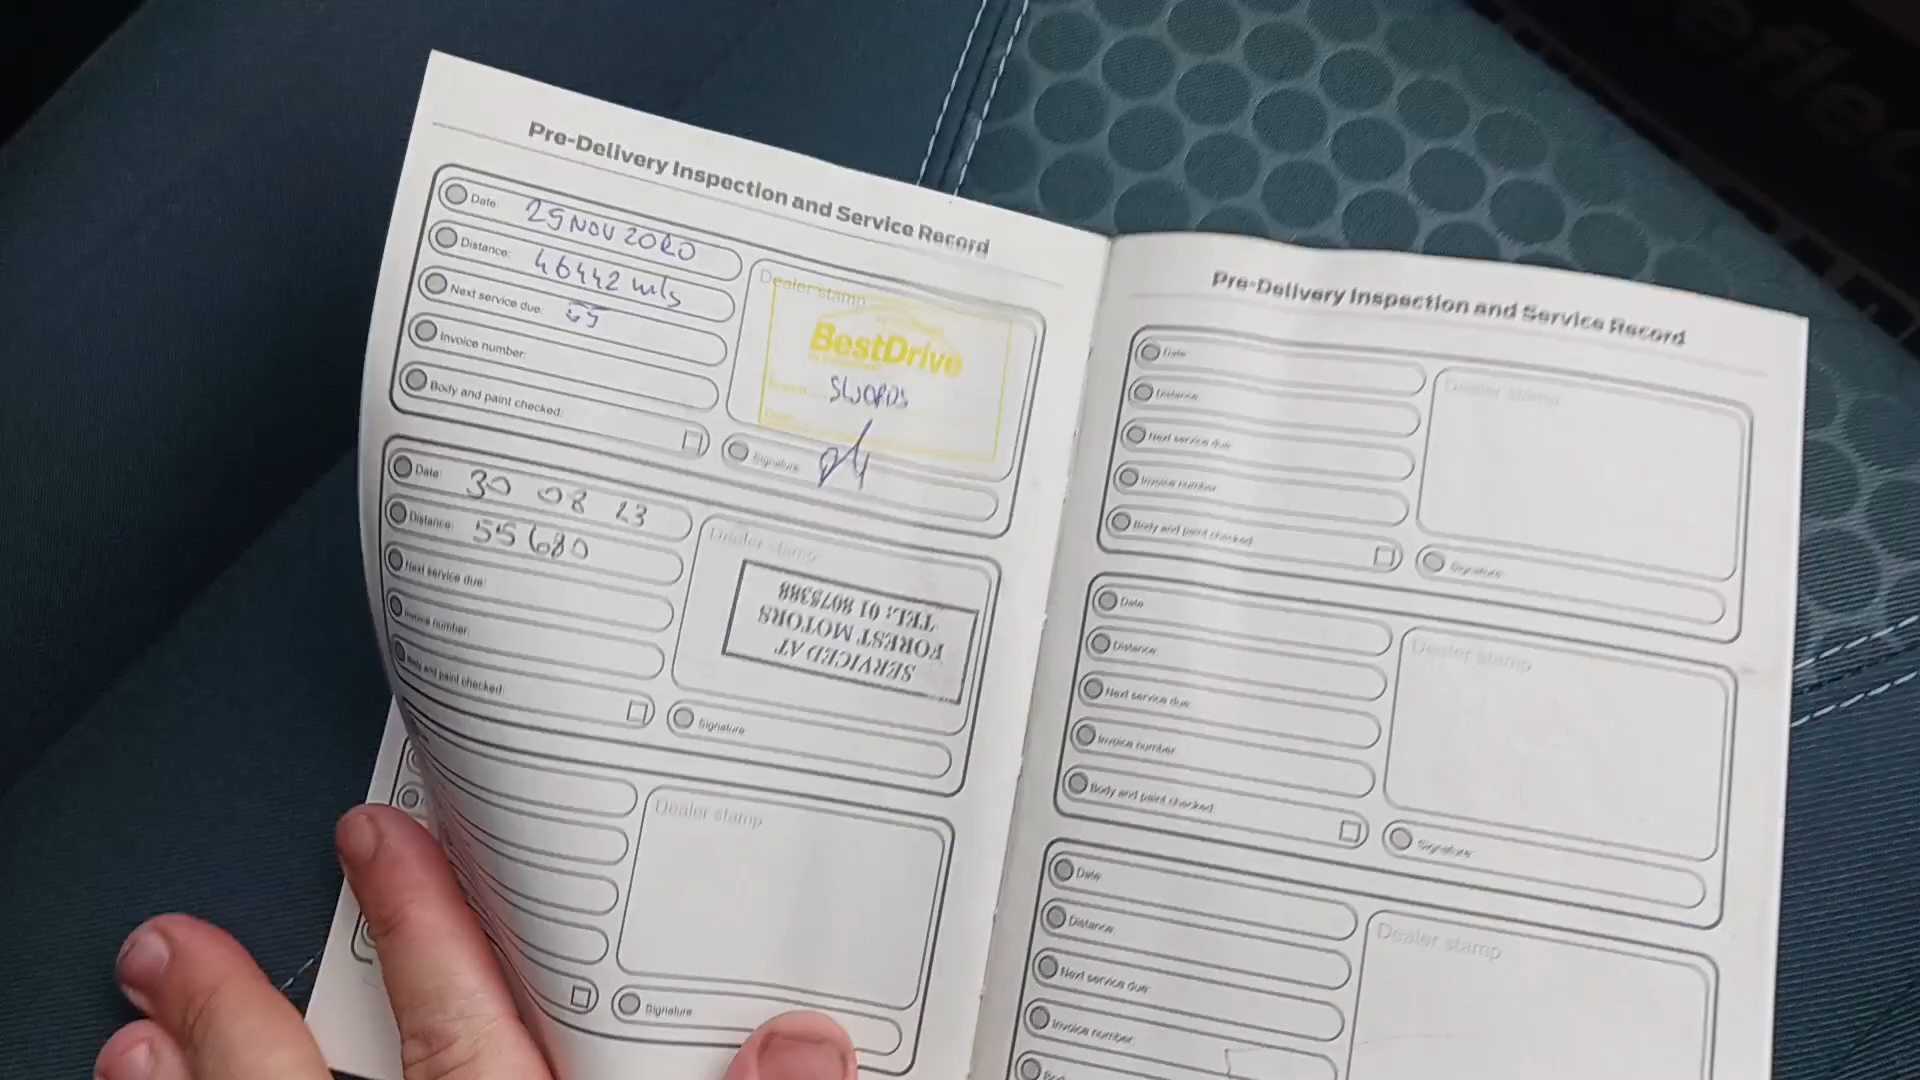 Pre-Delivery Inspection and Service Record
Date: 29 NOV 2020
Distance: 46442 mls
Next service due:
Invoice number:
Body and paint checked:
Dealer stamp
BestDrive
SWORDS
Signature
Date: 30 08 23
Distance: 55680
Next service due:
Invoice number:
Body and paint checked:
Dealer stamp
SERVICED AT
FOREST MOTORS
TEL: 01 8078388
Signature
Dealer stamp
Signature
Pre-Delivery Inspection and Service Record
Date
Distance
Next service due
Invoice number
Body and paint checked
Dealer stamp
Signature
Date
Distance:
Next service due
Invoice number
Body and paint checked
Dealer stamp
Signature
Date
Distance
Next service due
Invoice number
Dealer stamp
eflec